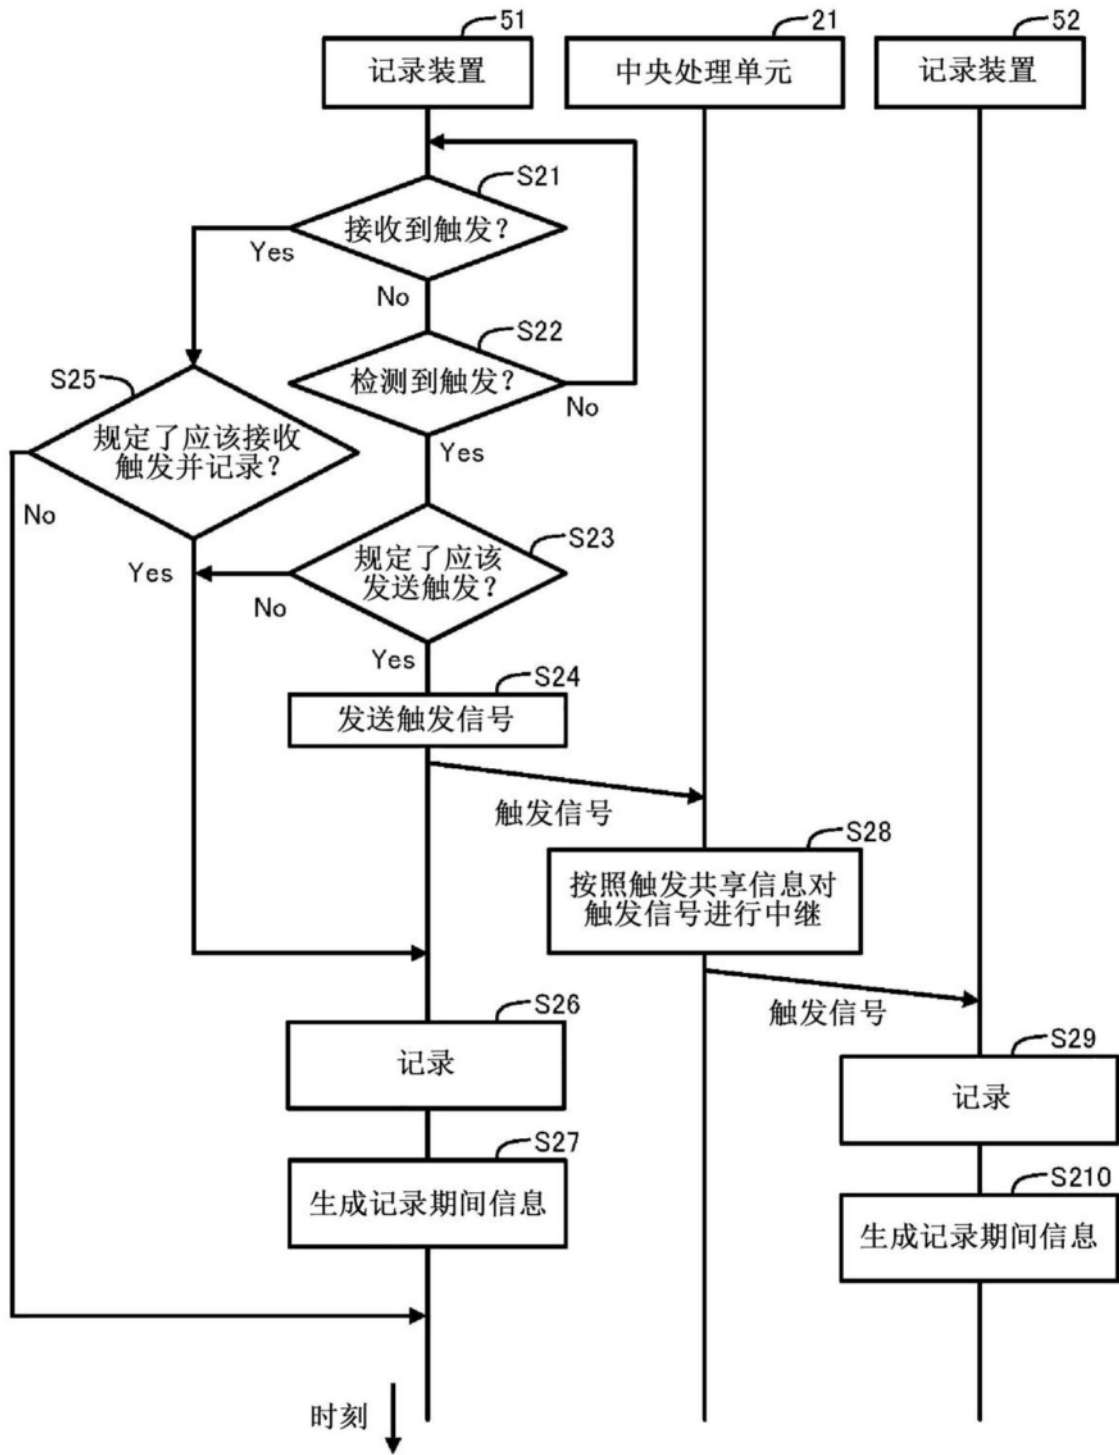 51
21
52
记录装置
中央处理单元
记录装置
S21
接收到触发?
Yes
No
S22
检测到触发?
No
Yes
S25
规定了应该接收
触发并记录?
No
Yes
S23
规定了应该
发送触发?
No
Yes
S24
发送触发信号
触发信号
S28
按照触发共享信息对
触发信号进行中继
触发信号
S26
记录
S29
记录
S27
生成记录期间信息
S210
生成记录期间信息
时刻